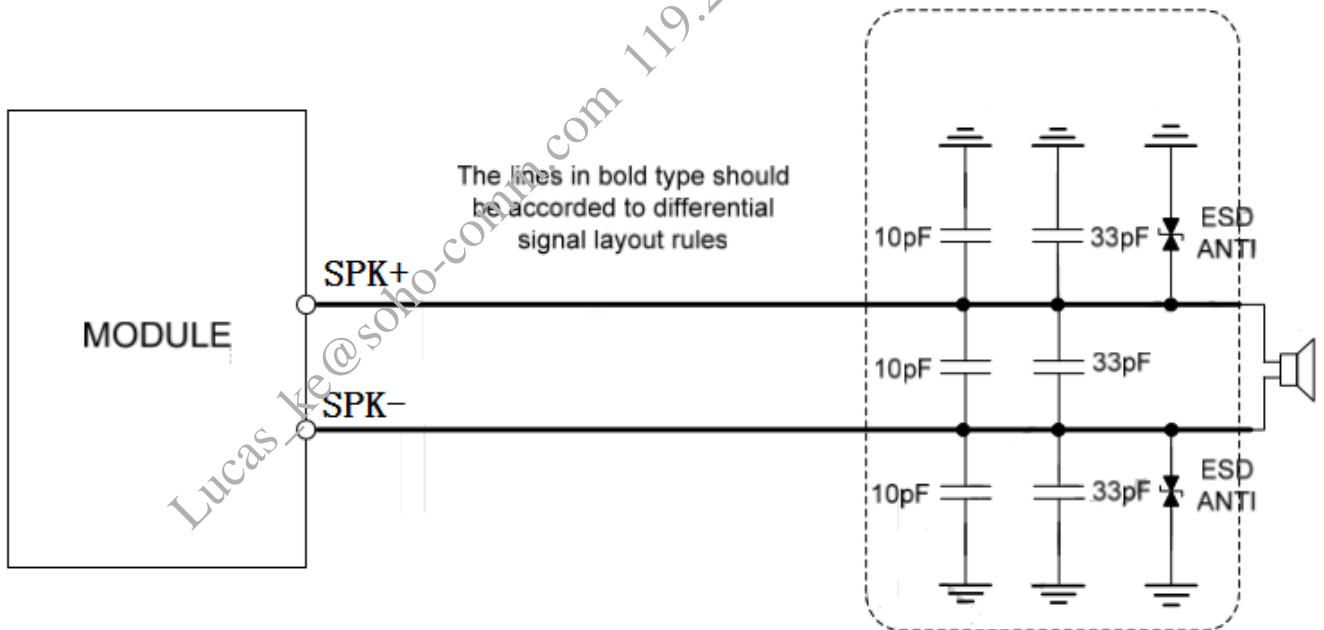 Lucas_ke@soho-comm.com 119.2
The lines in bold type should
be accorded to differential
signal layout rules
MODULE
SPK+
SPK-
10pF
33pF
ESD
ANTI
10pF
33pF
10pF
33pF
ESD
ANTI